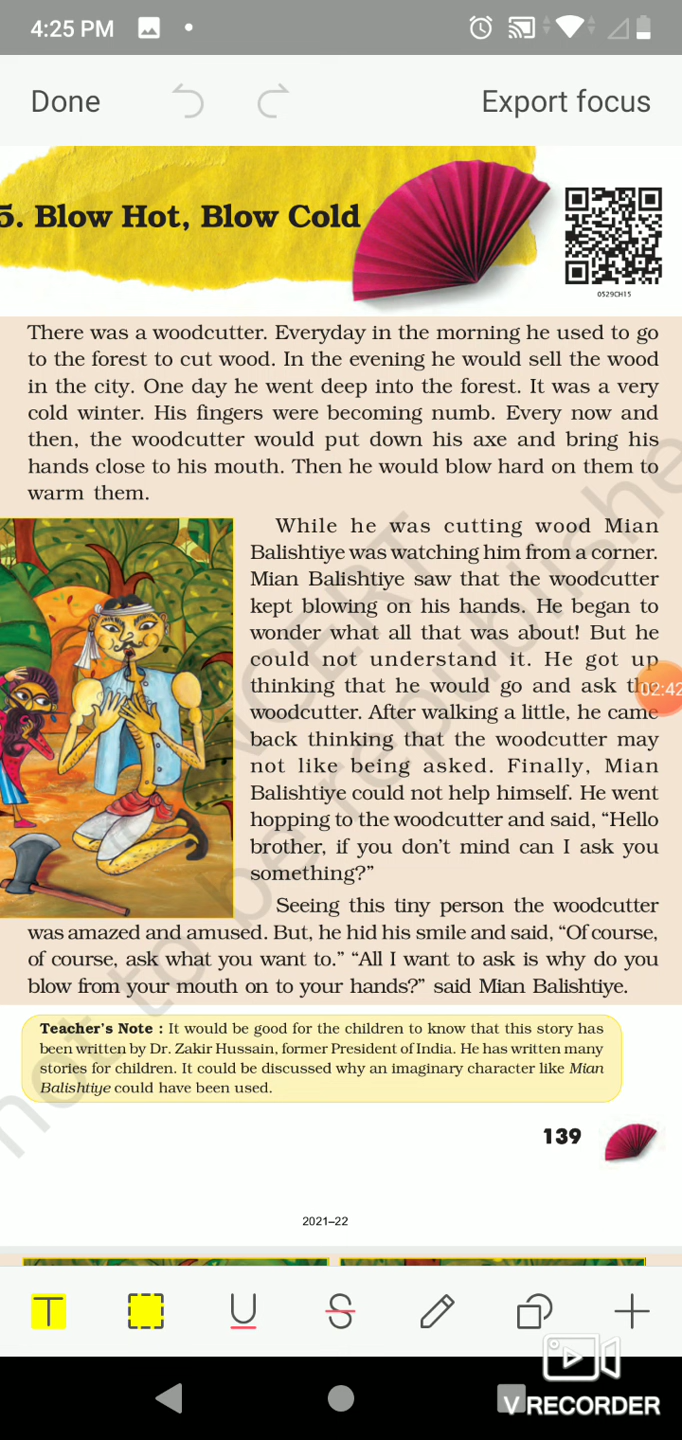 4:25 PM
Done
Export focus
5. Blow Hot, Blow Cold
0529CH15
There was a woodcutter. Everyday in the morning he used to go
to the forest to cut wood. In the evening he would sell the wood
in the city. One day he went deep into the forest. It was a very
cold winter. His fingers were becoming numb. Every now and
then, the woodcutter would put down his axe and bring his
hands close to his mouth. Then he would blow hard on them to
warm them.
While he was cutting wood Mian
Balishtiye was watching him from a corner.
Mian Balishtiye saw that the woodcutter
kept blowing on his hands. He began to
wonder what all that was about! But he
could not understand it. He got up
thinking that he would go and ask
02:42
woodcutter. After walking a little, he came
back thinking that the woodcutter may
not like being asked. Finally, Mian
Balishtiye could not help himself. He went
hopping to the woodcutter and said, “Hello
brother, if you don’t mind can I ask you
something?”
Seeing this tiny person the woodcutter
was amazed and amused. But, he hid his smile and said, “Of course,
of course, ask what you want to.” “All I want to ask is why do you
blow from your mouth on to your hands?” said Mian Balishtiye.
Teacher’s Note : It would be good for the children to know that this story has
been written by Dr. Zakir Hussain, former President of India. He has written many
stories for children. It could be discussed why an imaginary character like Mian
Balishtiye could have been used.
139
2021–22
T
U
S
V RECORDER